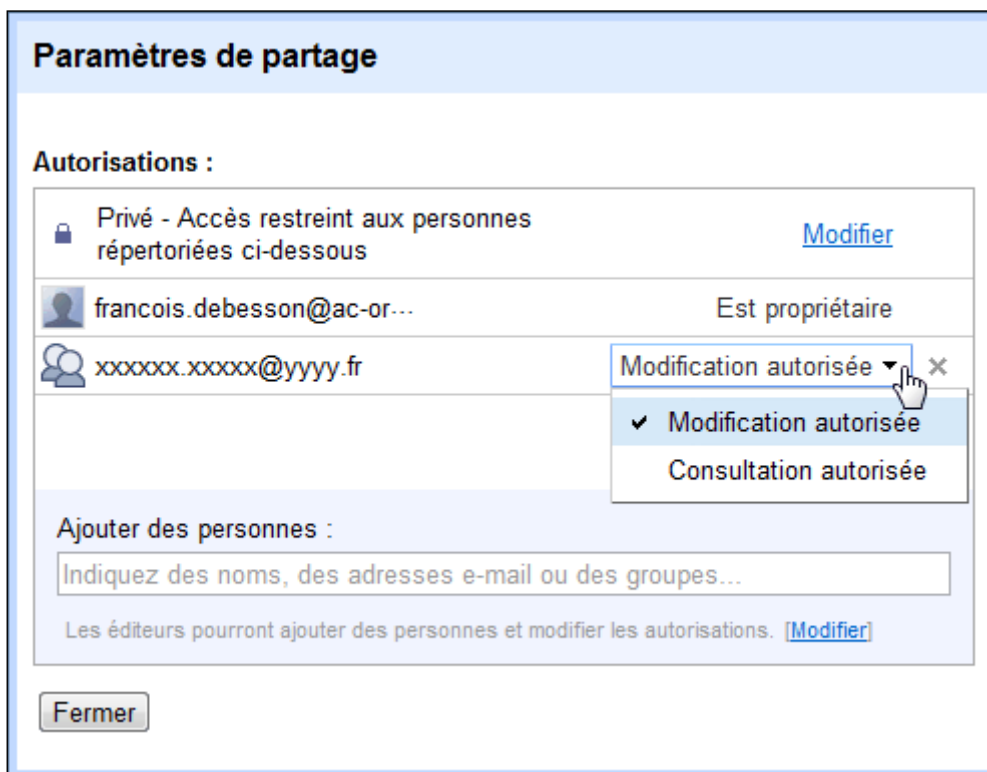 Paramètres de partage
Autorisations :
Privé - Accès restreint aux personnes
répertoriées ci-dessous
Modifier
francois.debesson@ac-or...
Est propriétaire
xxxxxx.xxxxx@yyyy.fr
Modification autorisée
Modification autorisée
Consultation autorisée
Ajouter des personnes :
Indiquez des noms, des adresses e-mail ou des groupes...
Les éditeurs pourront ajouter des personnes et modifier les autorisations. [Modifier]
Fermer